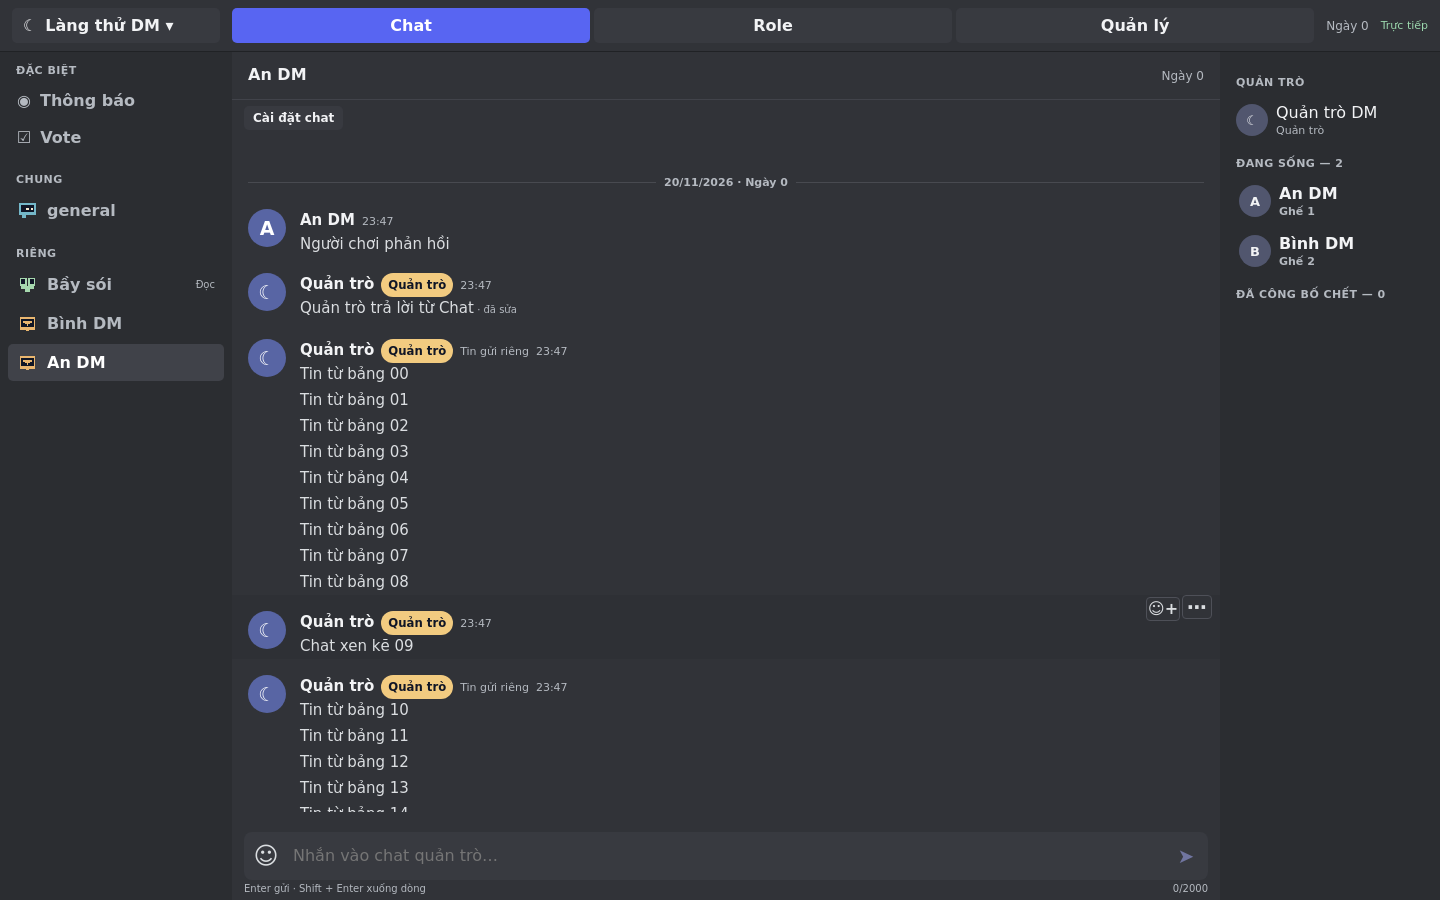 Làng thử DM ▾
Chat
Role
Quản lý
Ngày 0
Trực tiếp
ĐẶC BIỆT
Thông báo
Vote
CHUNG
general
RIÊNG
Bầy sói
Đọc
Bình DM
An DM
An DM
Ngày 0
Cài đặt chat
20/11/2026 · Ngày 0
A
An DM 23:47
Người chơi phản hồi
Quản trò Quản trò 23:47
Quản trò trả lời từ Chat · đã sửa
Quản trò Quản trò Tin gửi riêng 23:47
Tin từ bảng 00
Tin từ bảng 01
Tin từ bảng 02
Tin từ bảng 03
Tin từ bảng 04
Tin từ bảng 05
Tin từ bảng 06
Tin từ bảng 07
Tin từ bảng 08
Quản trò Quản trò 23:47
Chat xen kẽ 09
Quản trò Quản trò Tin gửi riêng 23:47
Tin từ bảng 10
Tin từ bảng 11
Tin từ bảng 12
Tin từ bảng 13
Tin từ bảng 14
Nhắn vào chat quản trò…
Enter gửi · Shift + Enter xuống dòng
0/2000
QUẢN TRÒ
Quản trò DM
Quản trò
ĐANG SỐNG — 2
A
An DM
Ghế 1
B
Bình DM
Ghế 2
ĐÃ CÔNG BỐ CHẾT — 0